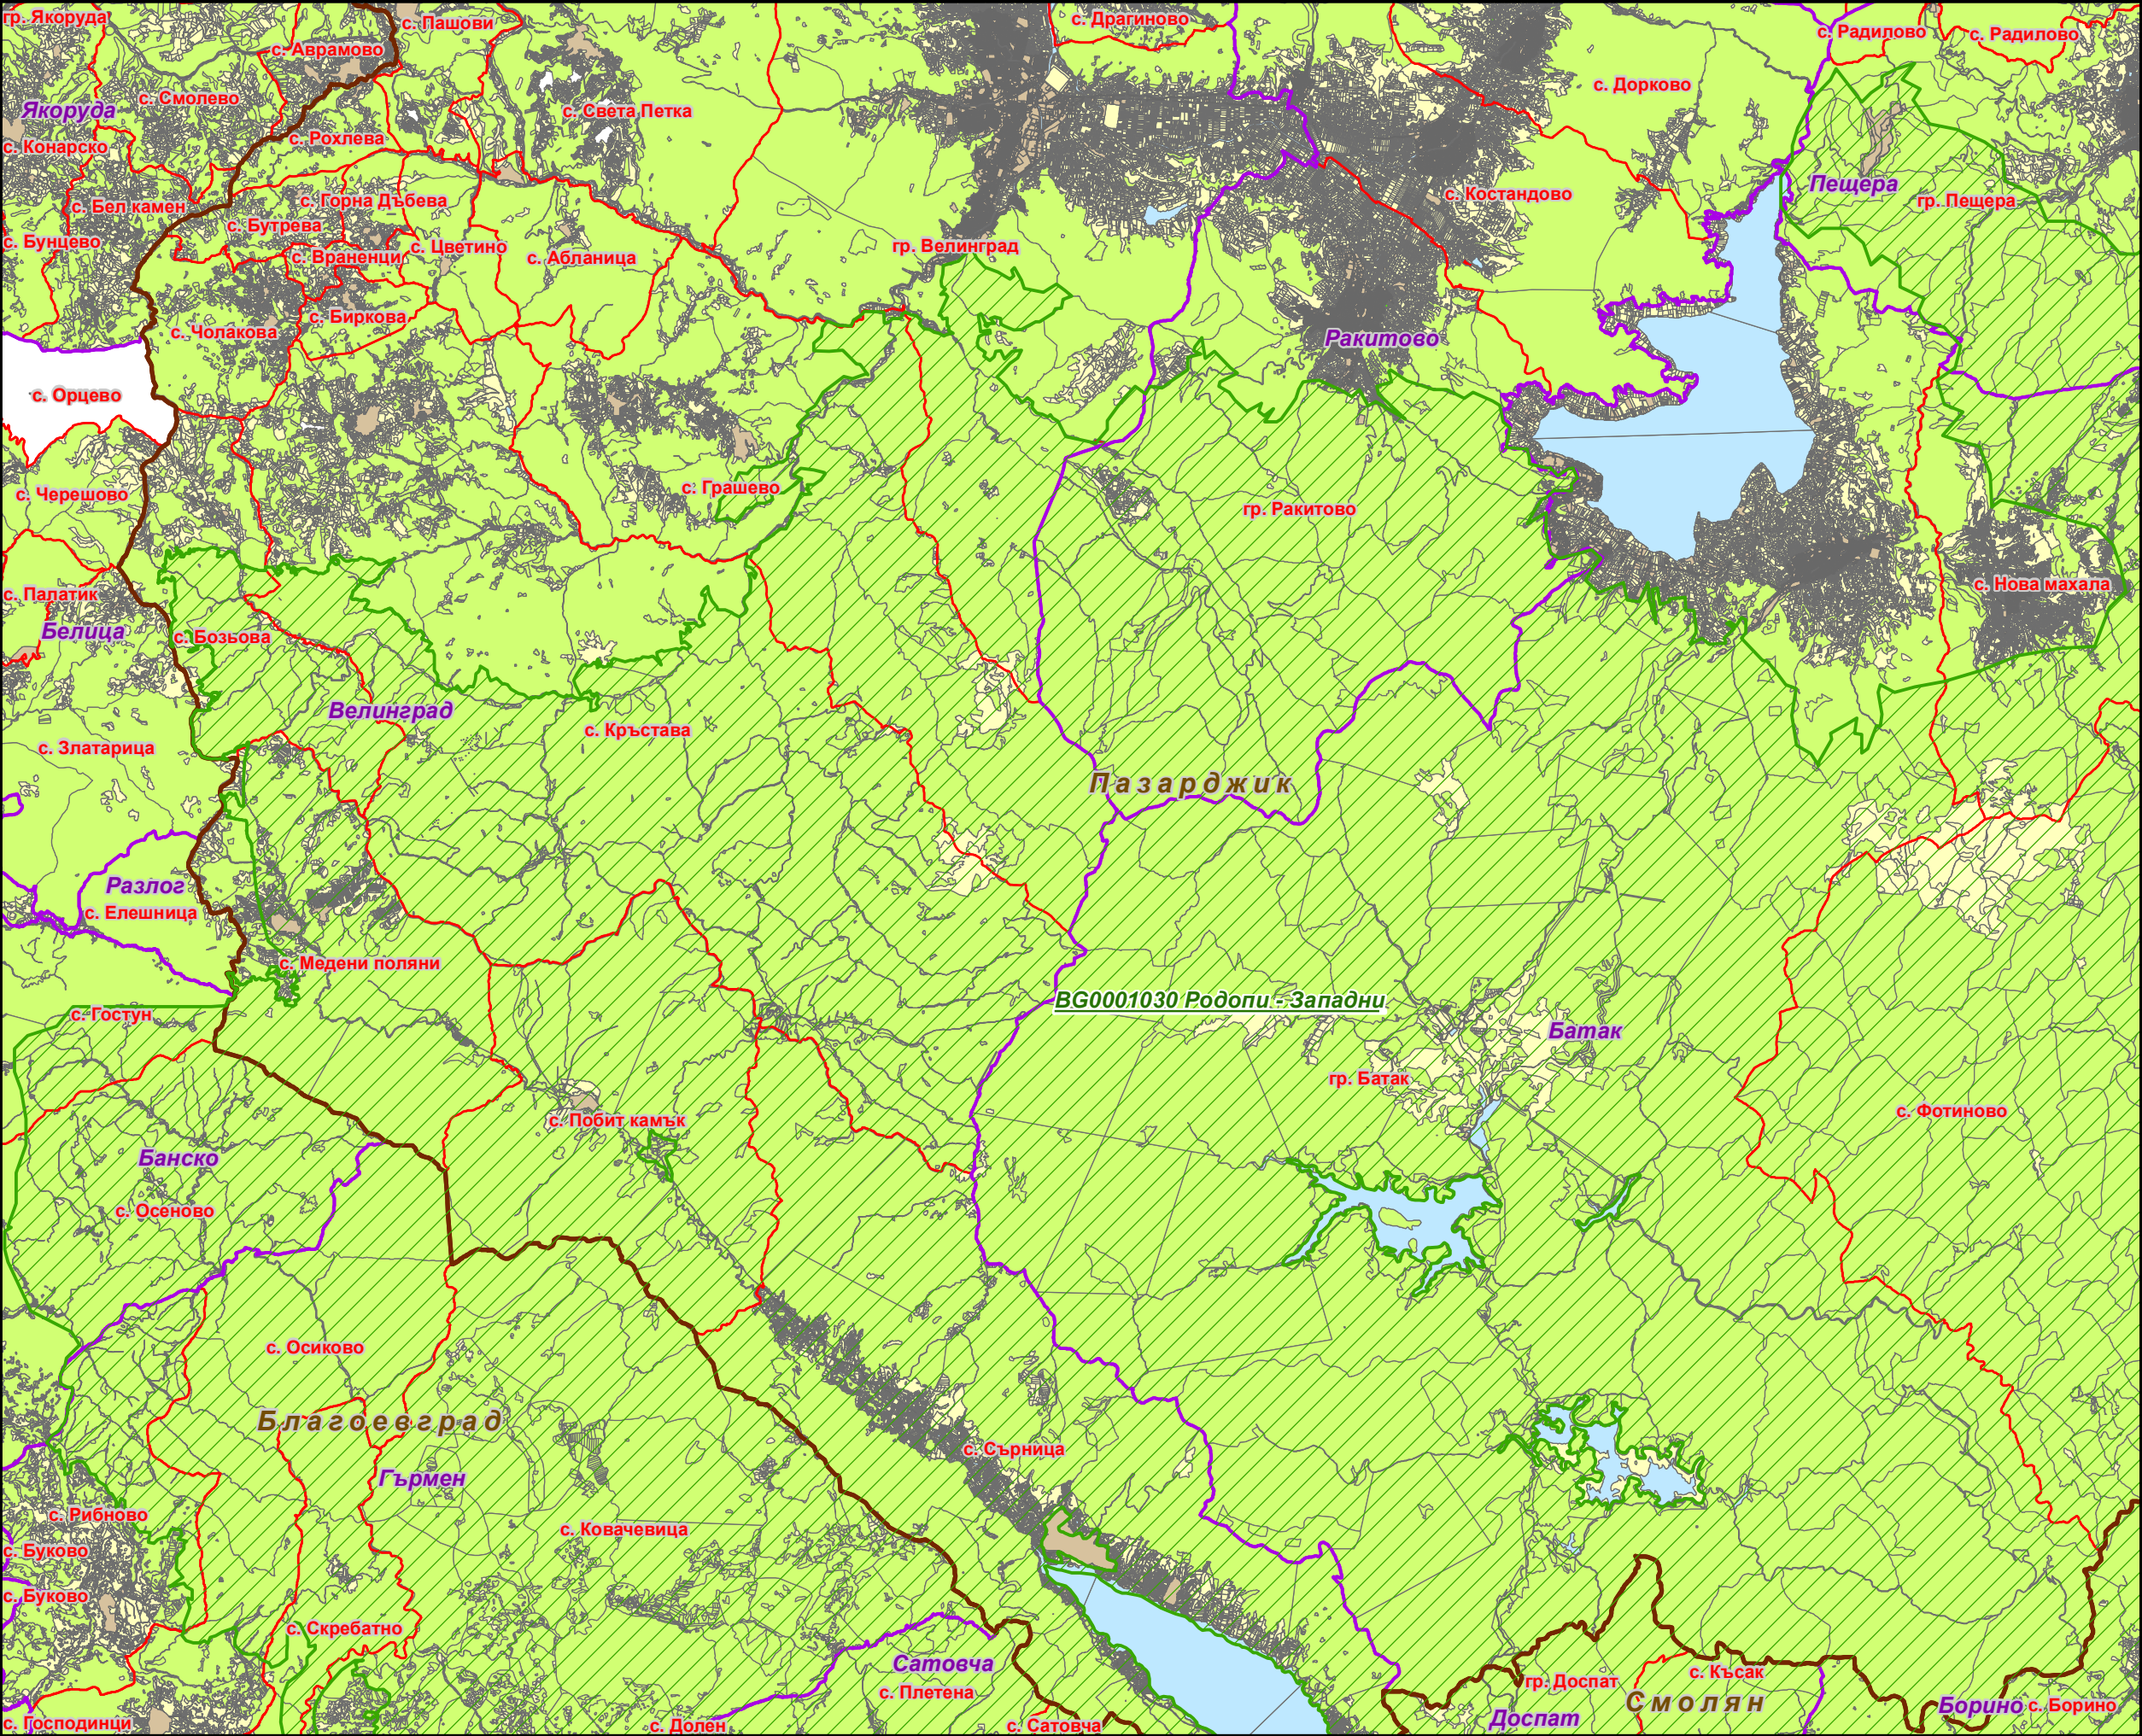 гр. Якоруда
с. Пашови
с. Драгиново
с. Радилово
с. Радилово
с. Аврамово
с. Дорково
с. Смолево
Якоруда
с. Света Петка
с. Рохлева
с. Конарско
Пещера
с. Костандово
гр. Пещера
с. Горна Дъбева
с. Бел камен
с. Бутрева
с. Бунцево
с. Цветино
гр. Велинград
с. Враненци
с. Абланица
с. Биркова
с. Чолакова
Ракитово
с. Орцево
с. Грашево
с. Черешово
гр. Ракитово
с. Нова махала
с. Палатик
Белица
с. Бозьова
Велинград
с. Кръстава
с. Златарица
Пазарджик
Разлог
с. Елешница
с. Медени поляни
BG0001030 Родопи - Западни
с. Гостун
Батак
гр. Батак
с. Фотиново
с. Побит камък
Банско
с. Осеново
с. Осиково
Благоевград
с. Сърница
Гърмен
с. Рибново
с. Ковачевица
с. Буково
с. Буково
с. Скребатно
Сатовча
с. Късак
гр. Доспат
с. Плетена
Смолян
Борино
с. Борино
Доспат
с. Господинци
с. Долен
с. Сатовча